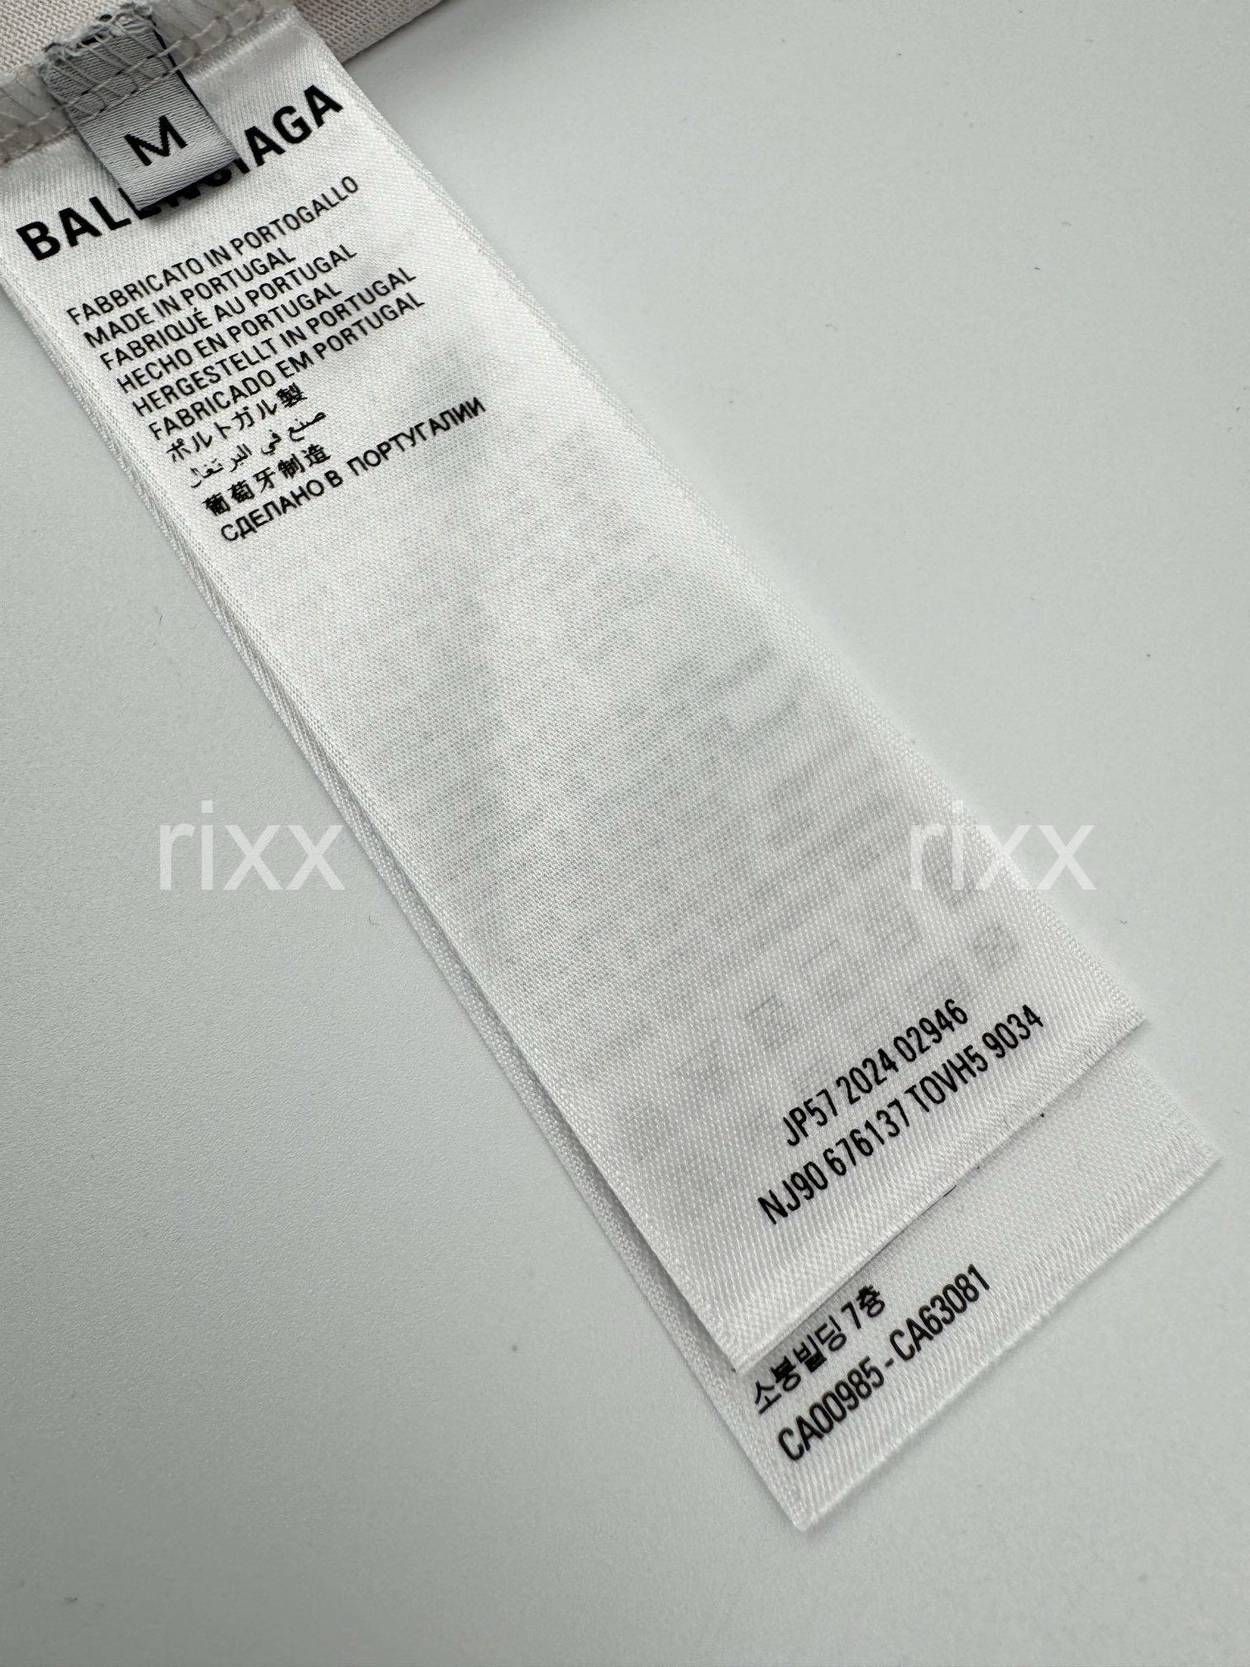 M
BALENCIAGA
FABBRICATO IN PORTOGALLO
MADE IN PORTUGAL
FABRIQUÉ AU PORTUGAL
HECHO EN PORTUGAL
HERGESTELLT IN PORTUGAL
FABRICADO EM PORTUGAL
ポルトガル製
صنع في البرتغال
葡萄牙制造
СДЕЛАНО В ПОРТУГАЛИИ
rixx rixx
JP57 2024 02946
NJ90 676137 TOVH5 9034
소봉빌딩 7층
CA00985 - CA63081